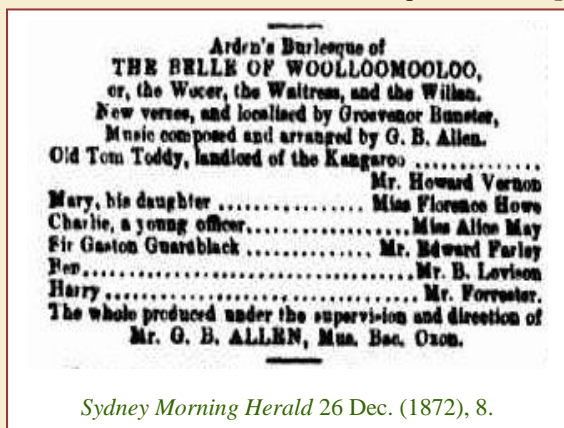 Arden's Burlesque of
THE BELLE OF WOOLLOOMOOLOO,
or, the Wooer, the Waitress, and the Willan.
New verses, and localised by Grosvenor Bunster,
Music composed and arranged by G. B. Allen.
Old Tom Toddy, landlord of the Kangaroo ..............
Mr. Howard Vernon
Mary, his daughter ................ Miss Florence Howe
Charlie, a young officer.................. Miss Alice May
Sir Gaston Guardblack ............. Mr. Edward Farley
Ben........................................Mr. B. Levison
Harry .................................... Mr. Forrester.
The whole produced under the supervision and direction of
Mr. G. B. ALLEN, Mus. Bac. Oxon.
Sydney Morning Herald 26 Dec. (1872), 8.